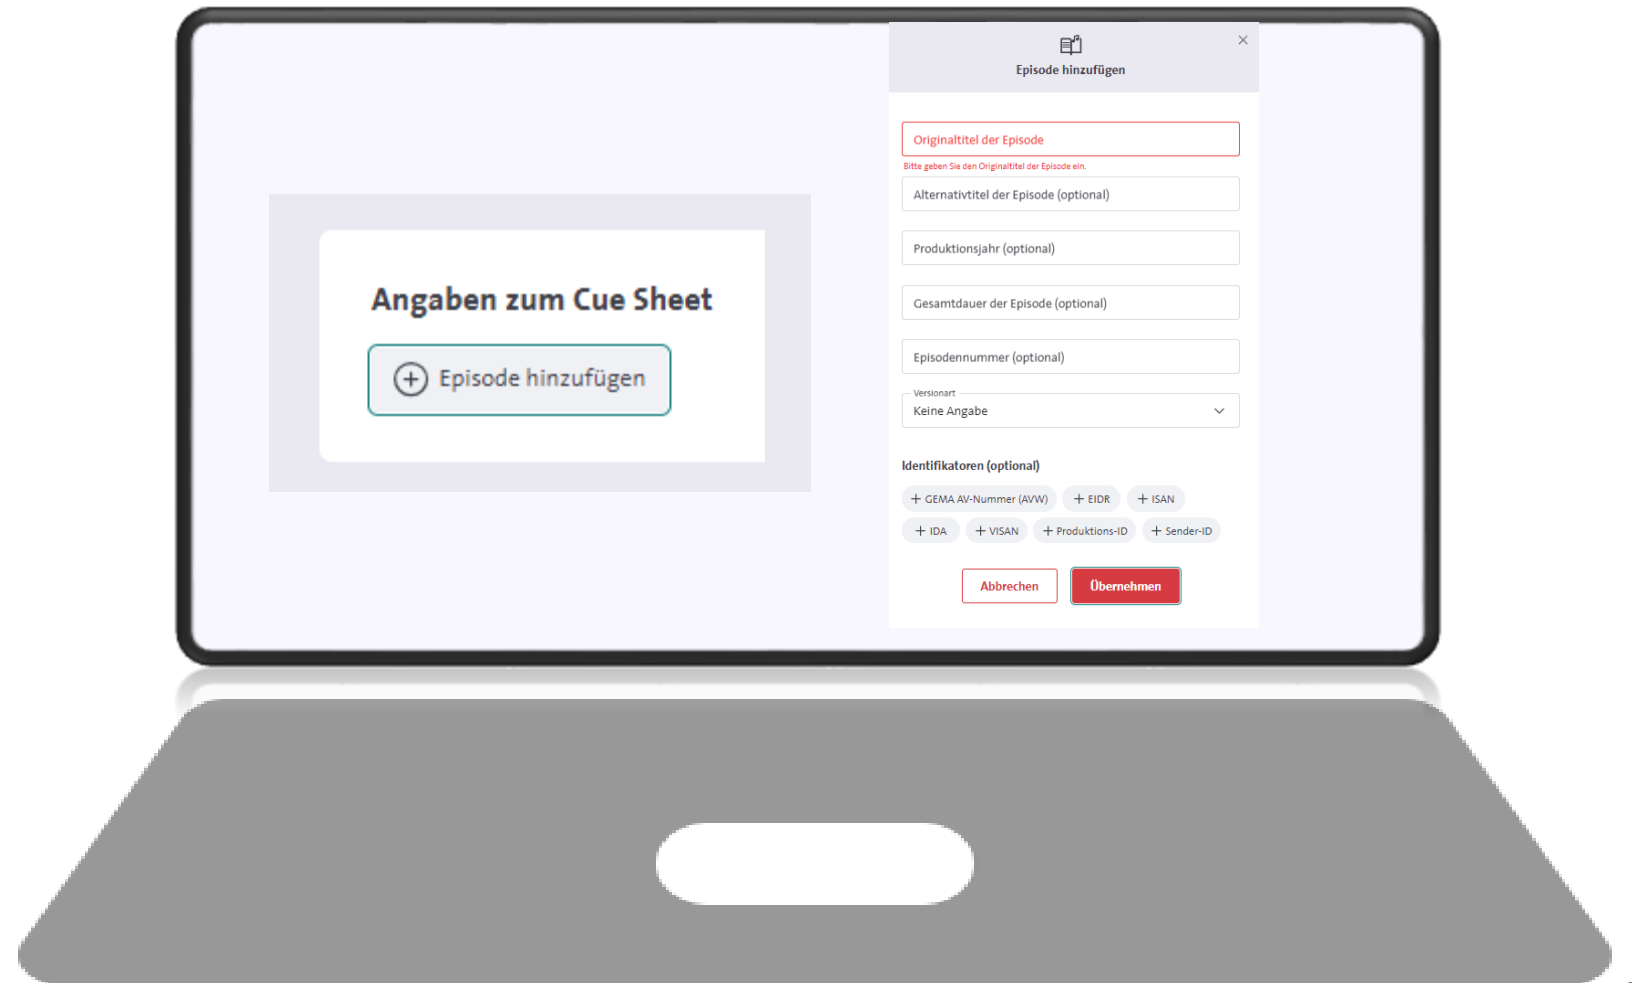 Angaben zum Cue Sheet
Episode hinzufügen
Episode hinzufügen
Originaltitel der Episode
Bitte geben Sie den Originaltitel der Episode ein.
Alternativtitel der Episode (optional)
Produktionsjahr (optional)
Gesamtdauer der Episode (optional)
Episodennummer (optional)
Versionart
Keine Angabe
Identifikatoren (optional)
+ GEMA AV-Nummer (AVW) + EIDR + ISAN
+ IDA + VISAN + Produktions-ID + Sender-ID
Abbrechen Übernehmen